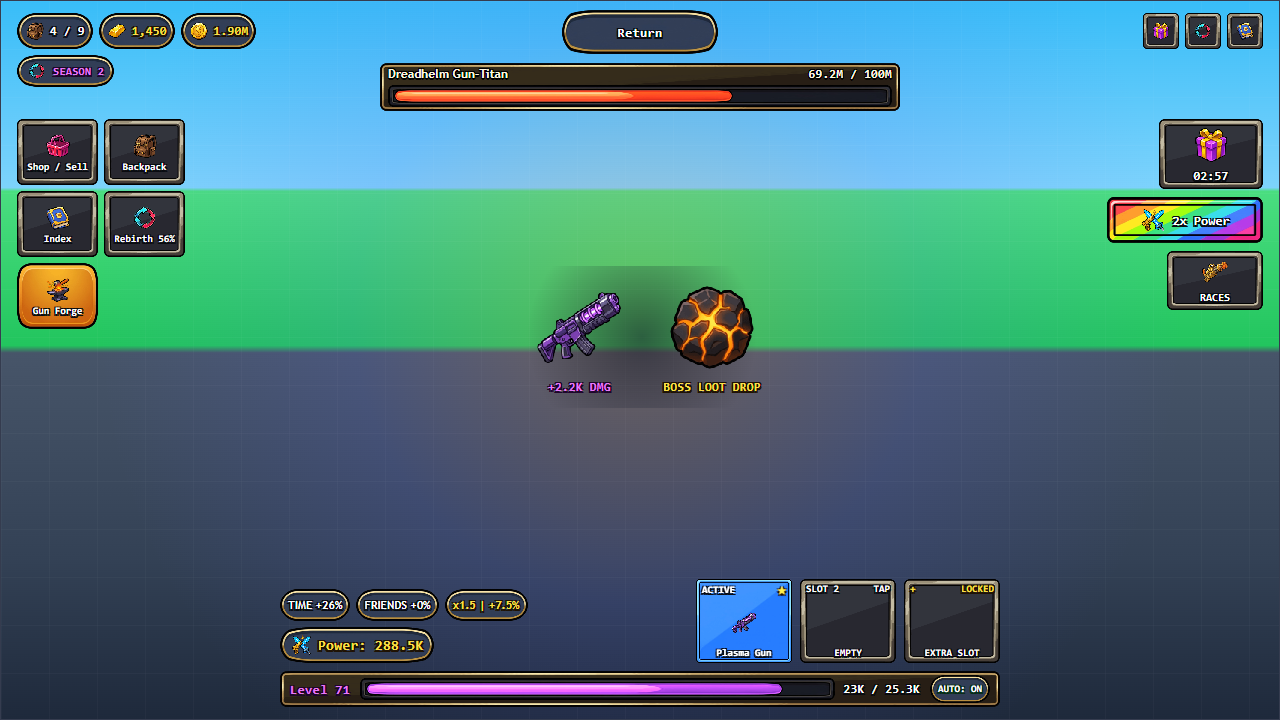 4 / 9
1,450
1.90M
Return
SEASON 2
Dreadhelm Gun-Titan
69.2M / 100M
Shop / Sell
Backpack
02:57
2x Power
Index
Rebirth 56%
RACES
Gun Forge
+2.2K DMG
BOSS LOOT DROP
TIME +26%
FRIENDS +0%
x1.5 | +7.5%
Power: 288.5K
ACTIVE
Plasma Gun
SLOT 2
TAP
EMPTY
+
LOCKED
EXTRA SLOT
Level 71
23K / 25.3K
AUTO: ON